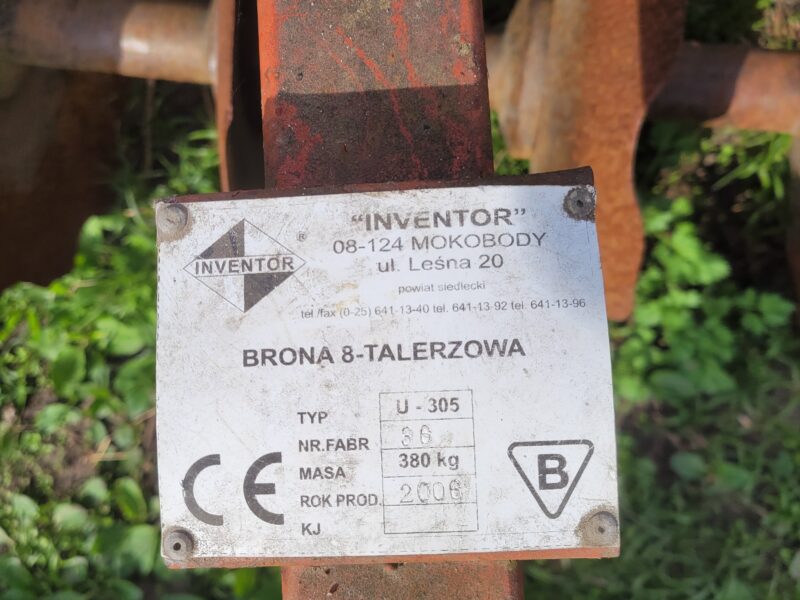 "INVENTOR"
08-124 MOKOBODY
ul. Leśna 20
powiat siedlecki
tel /fax (0-25) 641-13-40 tel. 641-13-92 tel. 641-13-96
INVENTOR ®
BRONA 8-TALERZOWA
TYP U - 305
NR.FABR 36
MASA 380 kg
ROK PROD. 2006
KJ
CE
B